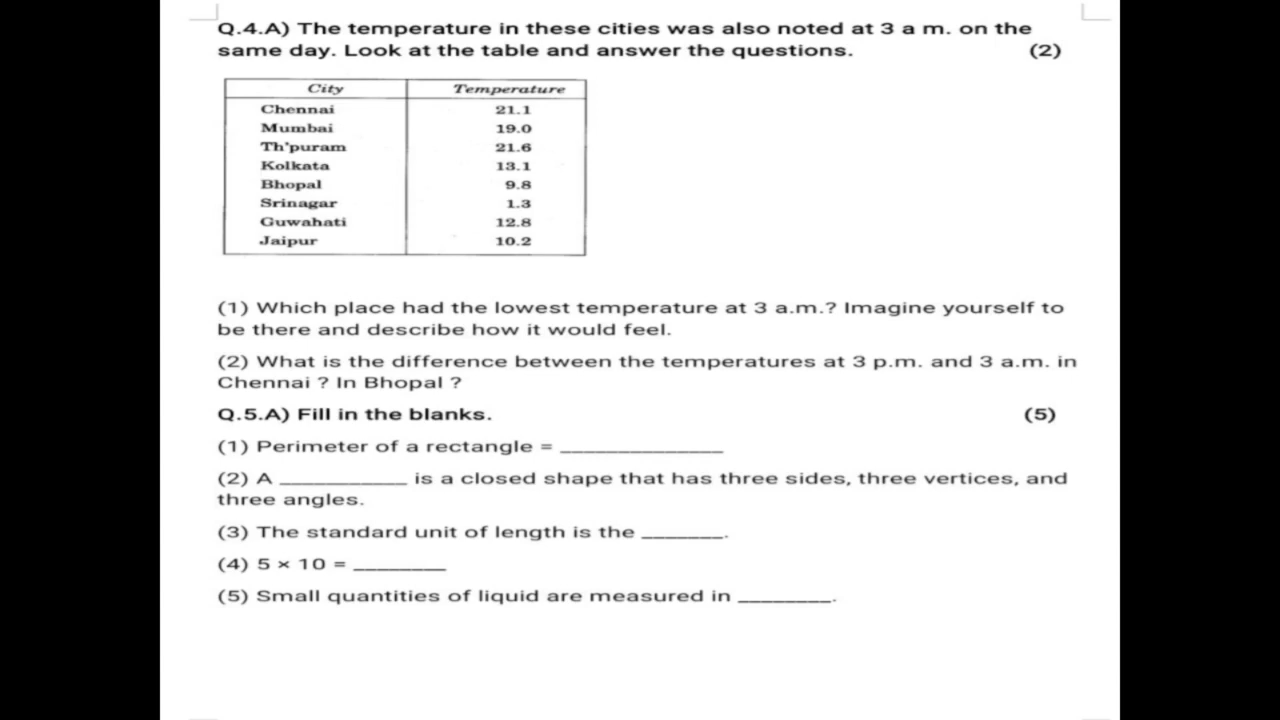 Q.4.A) The temperature in these cities was also noted at 3 a m. on the
same day. Look at the table and answer the questions. (2)
City Temperature
Chennai 21.1
Mumbai 19.0
Th'puram 21.6
Kolkata 13.1
Bhopal 9.8
Srinagar 1.3
Guwahati 12.8
Jaipur 10.2
(1) Which place had the lowest temperature at 3 a.m.? Imagine yourself to
be there and describe how it would feel.
(2) What is the difference between the temperatures at 3 p.m. and 3 a.m. in
Chennai ? In Bhopal ?
Q.5.A) Fill in the blanks. (5)
(1) Perimeter of a rectangle = ______________
(2) A ___________ is a closed shape that has three sides, three vertices, and
three angles.
(3) The standard unit of length is the _______.
(4) 5 × 10 = ________
(5) Small quantities of liquid are measured in ________.